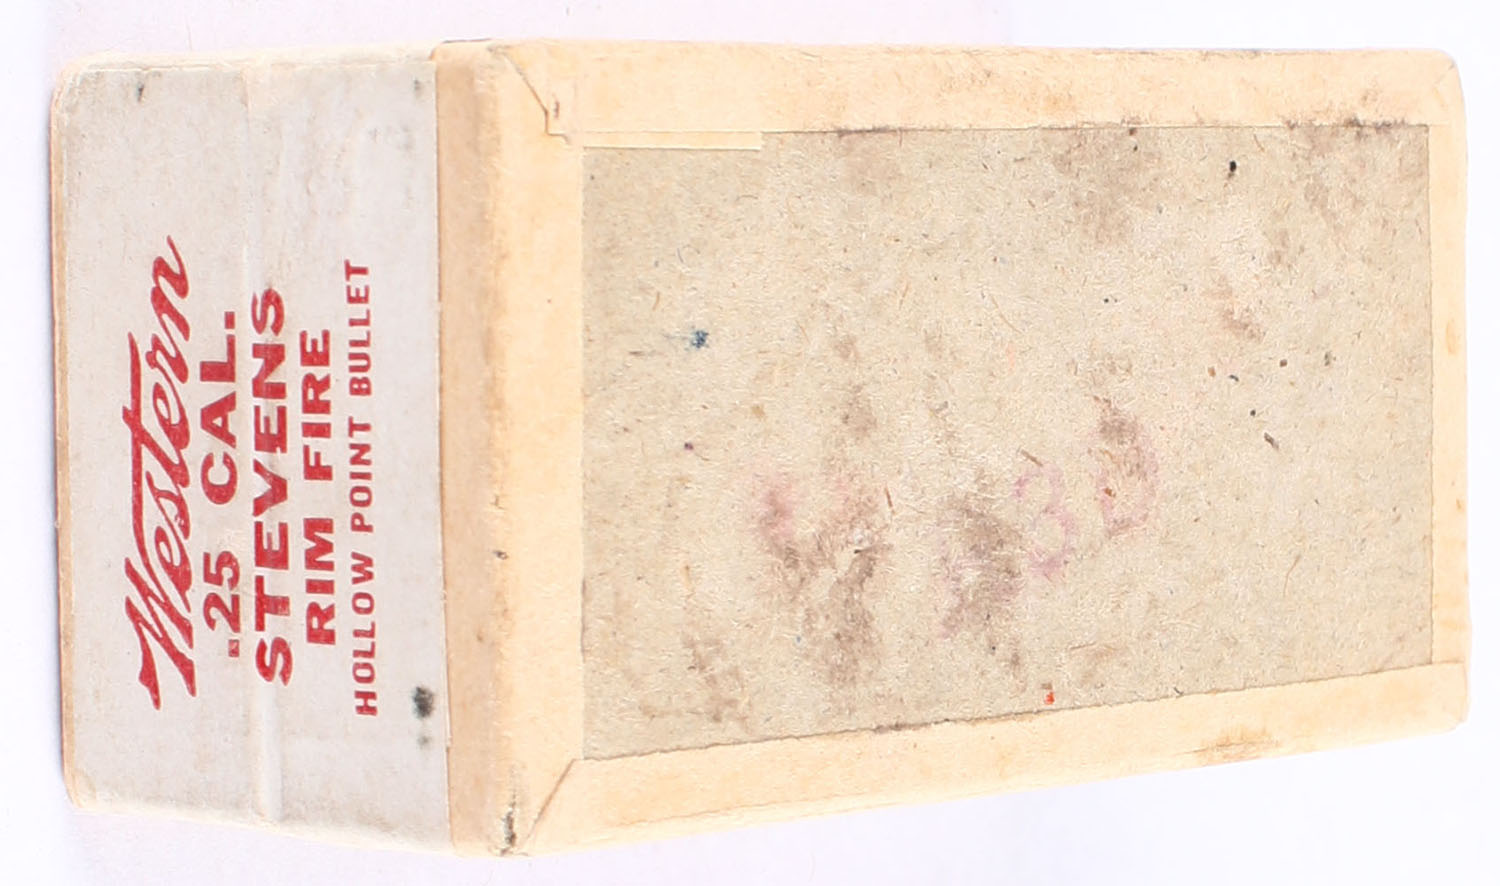 Western
.25 CAL.
STEVENS
RIM FIRE
HOLLOW POINT BULLET